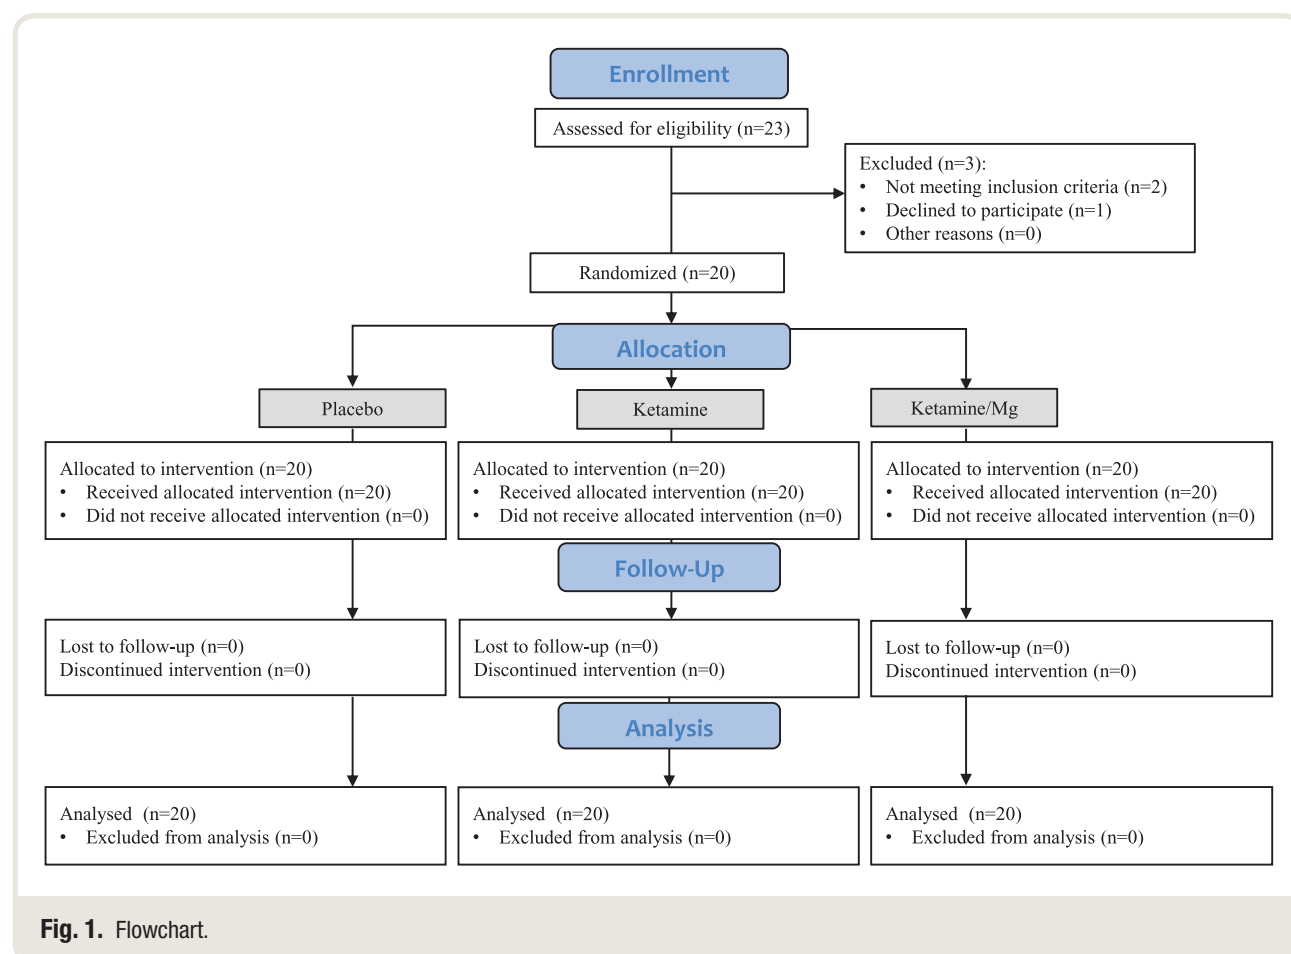 Enrollment
Assessed for eligibility (n=23)
Excluded (n=3):
• Not meeting inclusion criteria (n=2)
• Declined to participate (n=1)
• Other reasons (n=0)
Randomized (n=20)
Allocation
Placebo
Ketamine
Ketamine/Mg
Allocated to intervention (n=20)
• Received allocated intervention (n=20)
• Did not receive allocated intervention (n=0)
Allocated to intervention (n=20)
• Received allocated intervention (n=20)
• Did not receive allocated intervention (n=0)
Allocated to intervention (n=20)
• Received allocated intervention (n=20)
• Did not receive allocated intervention (n=0)
Follow-Up
Lost to follow-up (n=0)
Discontinued intervention (n=0)
Lost to follow-up (n=0)
Discontinued intervention (n=0)
Lost to follow-up (n=0)
Discontinued intervention (n=0)
Analysis
Analysed (n=20)
• Excluded from analysis (n=0)
Analysed (n=20)
• Excluded from analysis (n=0)
Analysed (n=20)
• Excluded from analysis (n=0)
Fig. 1. Flowchart.